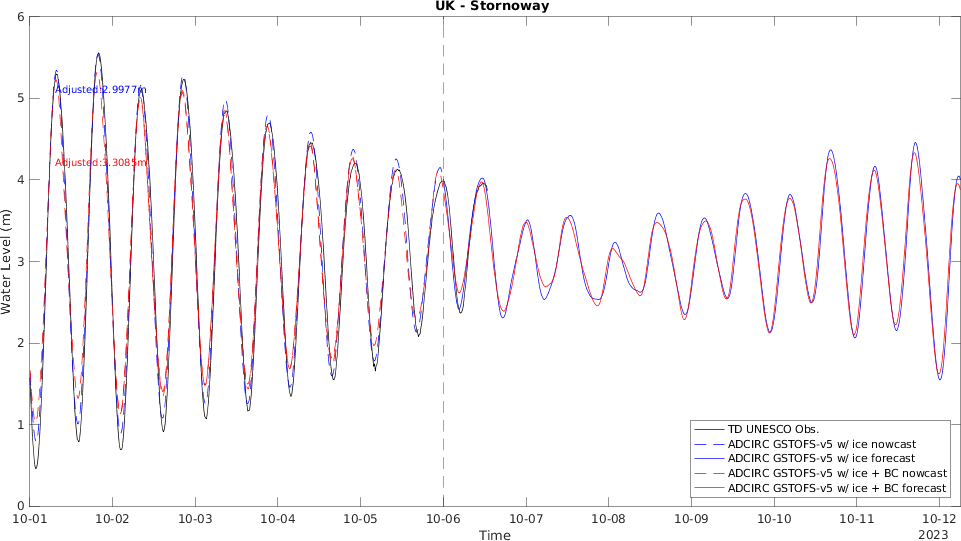 UK - Stornoway
6
5
4
3
2
1
0
Water Level (m)
Adjusted:2.9977m
Adjusted:3.3085m
TD UNESCO Obs.
ADCIRC GSTOFS-v5 w/ ice nowcast
ADCIRC GSTOFS-v5 w/ ice forecast
ADCIRC GSTOFS-v5 w/ ice + BC nowcast
ADCIRC GSTOFS-v5 w/ ice + BC forecast
10-01 10-02 10-03 10-04 10-05 10-06 10-07 10-08 10-09 10-10 10-11 10-12
2023
Time